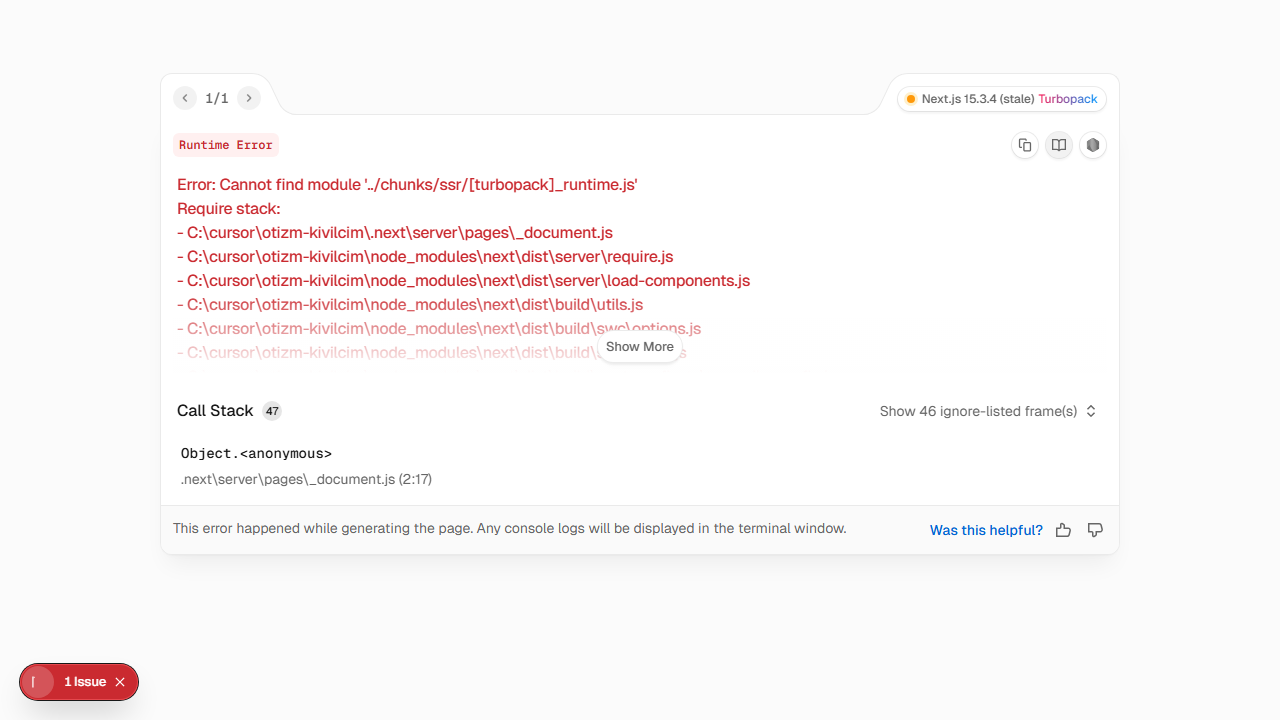 1/1
Next.js 15.3.4 (stale) Turbopack
Runtime Error
Error: Cannot find module '../chunks/ssr/[turbopack]_runtime.js'
Require stack:
- C:\cursor\otizm-kivilcim\.next\server\pages\_document.js
- C:\cursor\otizm-kivilcim\node_modules\next\dist\server\require.js
- C:\cursor\otizm-kivilcim\node_modules\next\dist\server\load-components.js
- C:\cursor\otizm-kivilcim\node_modules\next\dist\build\utils.js
- C:\cursor\otizm-kivilcim\node_modules\next\dist\build\swc\options.js
- C:\cursor\otizm-kivilcim\node_modules\next\dist\build\
Show More
Call Stack 47
Show 46 ignore-listed frame(s)
Object.<anonymous>
.next\server\pages\_document.js (2:17)
This error happened while generating the page. Any console logs will be displayed in the terminal window.
Was this helpful?
1 Issue